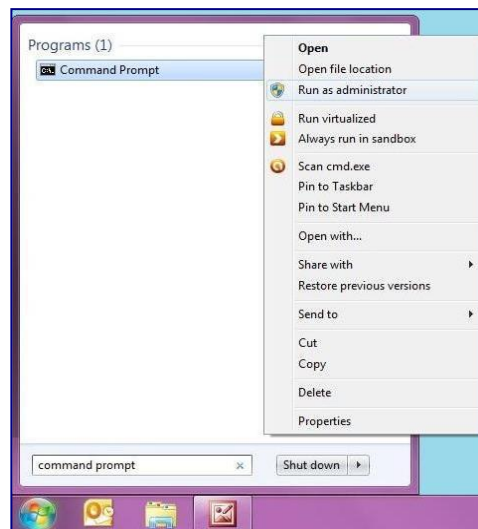 Programs (1)
Command Prompt
Open
Open file location
Run as administrator
Run virtualized
Always run in sandbox
Scan cmd.exe
Pin to Taskbar
Pin to Start Menu
Open with...
Share with
Restore previous versions
Send to
Cut
Copy
Delete
Properties
command prompt
Shut down